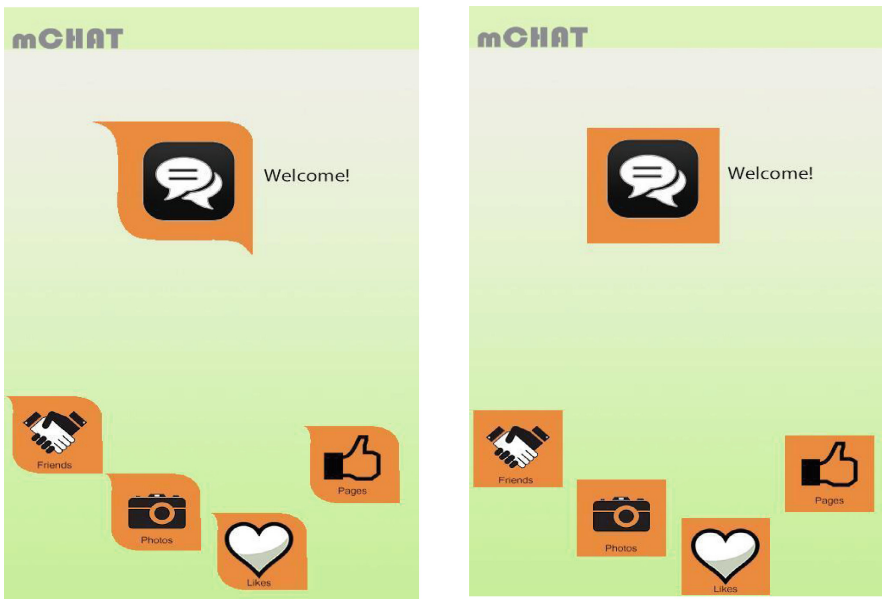 mCHAT
Welcome!
Friends
Photos
Likes
Pages
mCHAT
Welcome!
Friends
Photos
Likes
Pages